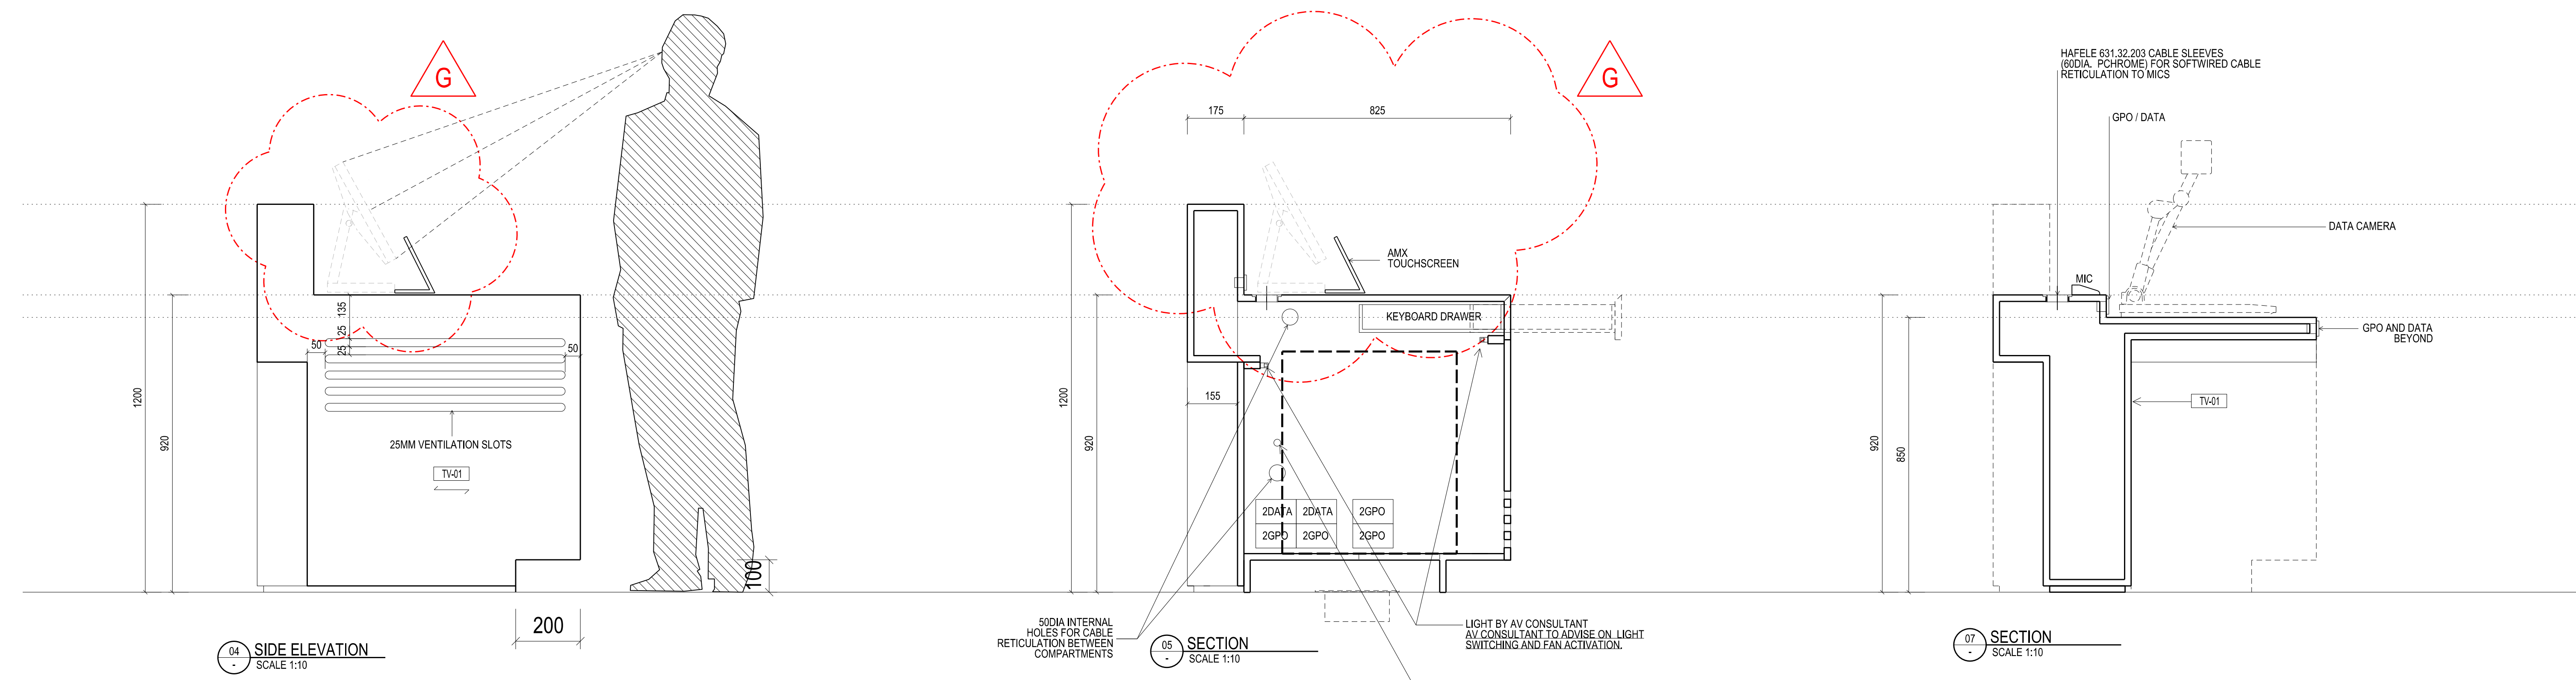 G
1200
920
135
25
25
50
50
25MM VENTILATION SLOTS
TV-01
100
200
04
-
SIDE ELEVATION
SCALE 1:10
G
175
825
1200
920
155
AMX
TOUCHSCREEN
KEYBOARD DRAWER
2DATA
2DATA
2GPO
2GPO
2GPO
2GPO
50DIA INTERNAL
HOLES FOR CABLE
RETICULATION BETWEEN
COMPARTMENTS
LIGHT BY AV CONSULTANT
AV CONSULTANT TO ADVISE ON LIGHT
SWITCHING AND FAN ACTIVATION.
05
-
SECTION
SCALE 1:10
HAFELE 631.32.203 CABLE SLEEVES
(60DIA. PCHROME) FOR SOFTWIRED CABLE
RETICULATION TO MICS
GPO / DATA
DATA CAMERA
MIC
GPO AND DATA
BEYOND
TV-01
920
850
07
-
SECTION
SCALE 1:10